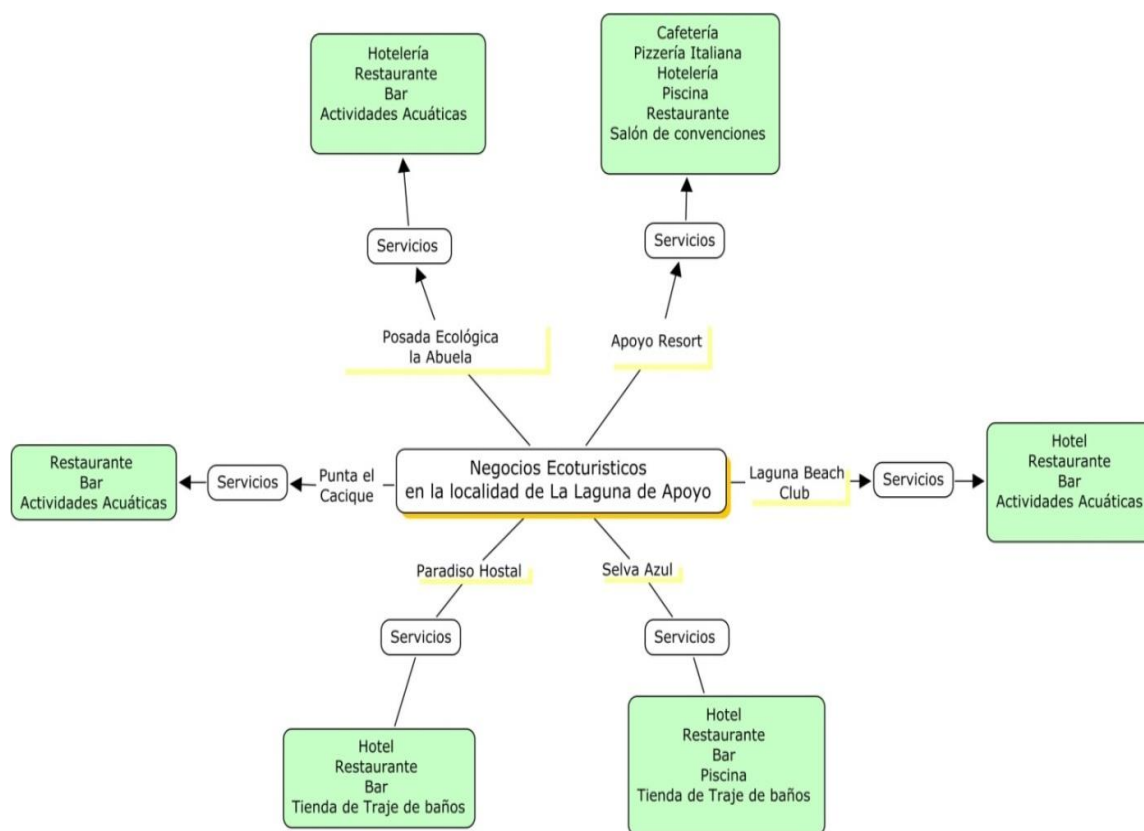 Hotelería
Restaurante
Bar
Actividades Acuáticas
Cafetería
Pizzería Italiana
Hotelería
Piscina
Restaurante
Salón de convenciones
Servicios
Servicios
Posada Ecológica
la Abuela
Apoyo Resort
Restaurante
Bar
Actividades Acuáticas
Servicios
Punta el
Cacique
Negocios Ecoturisticos
en la localidad de La Laguna de Apoyo
Laguna Beach
Club
Servicios
Hotel
Restaurante
Bar
Actividades Acuáticas
Paradiso Hostal
Selva Azul
Servicios
Servicios
Hotel
Restaurante
Bar
Tienda de Traje de baños
Hotel
Restaurante
Bar
Piscina
Tienda de Traje de baños